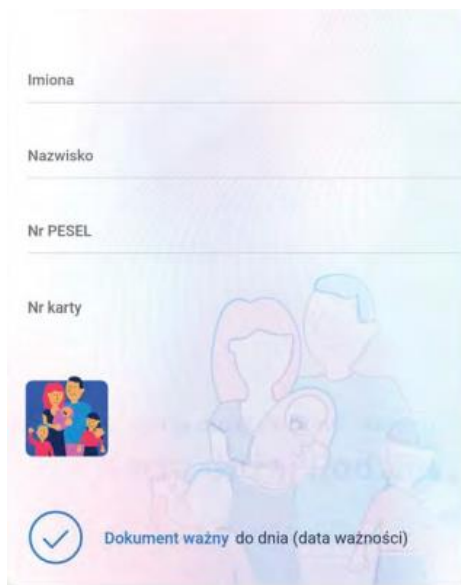 Imiona
Nazwisko
Nr PESEL
Nr karty
Dokument ważny do dnia (data ważności)